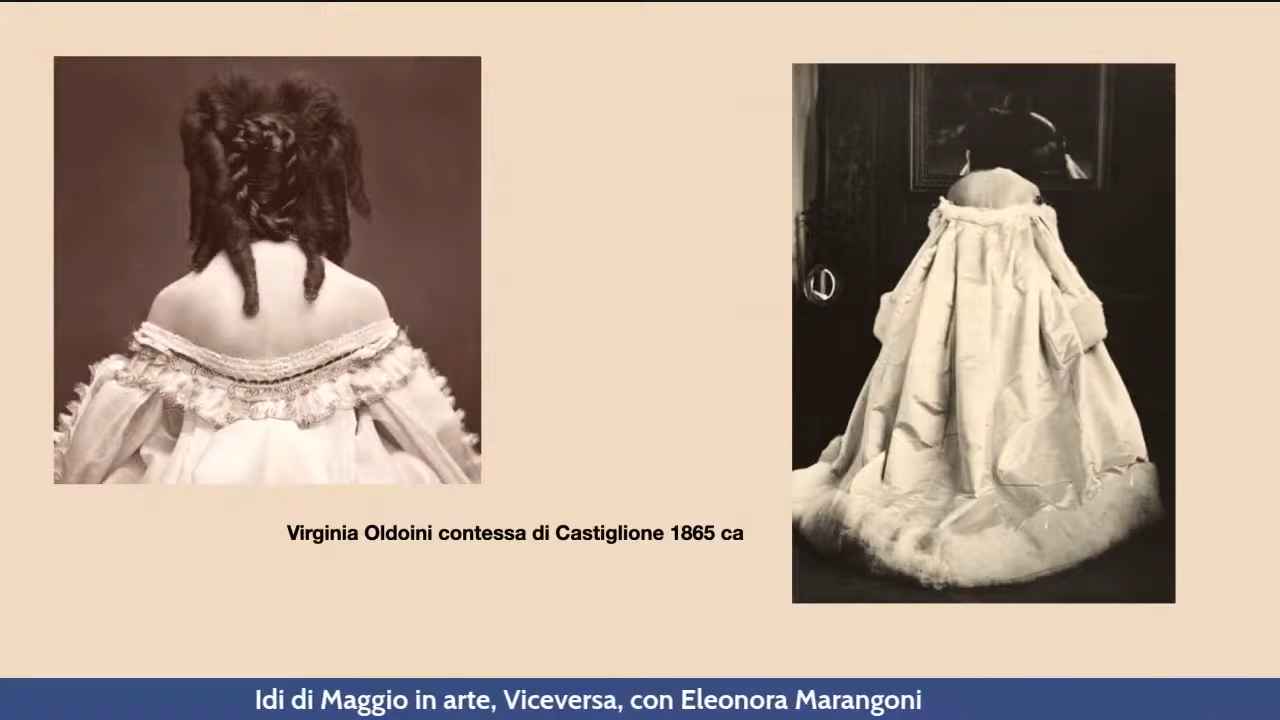 Virginia Oldoini contessa di Castiglione 1865 ca
Idi di Maggio in arte, Viceversa, con Eleonora Marangoni